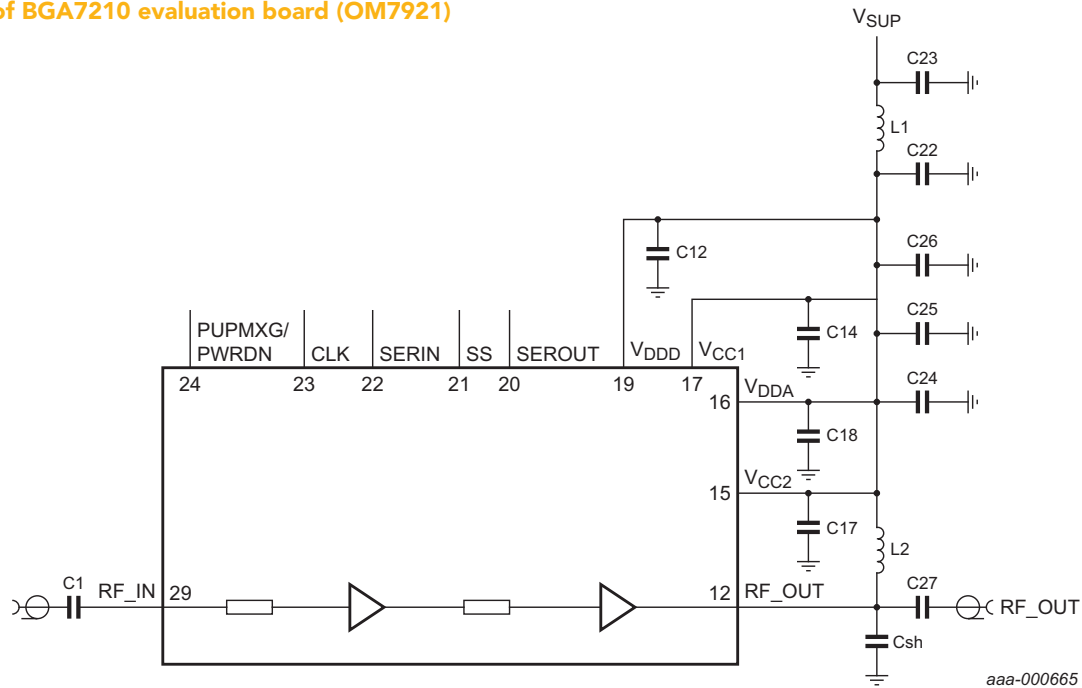 of BGA7210 evaluation board (OM7921)
VSUP
C23
L1
C22
C12
C26
C14
C25
PUPMXG/
PWRDN
CLK
SERIN
SS
SEROUT
VDDD
VCC1
24
23
22
21
20
19
17
C24
16
VDDA
C18
15
VCC2
C17
L2
C1
RF_IN
29
12
RF_OUT
C27
RF_OUT
Csh
aaa-000665